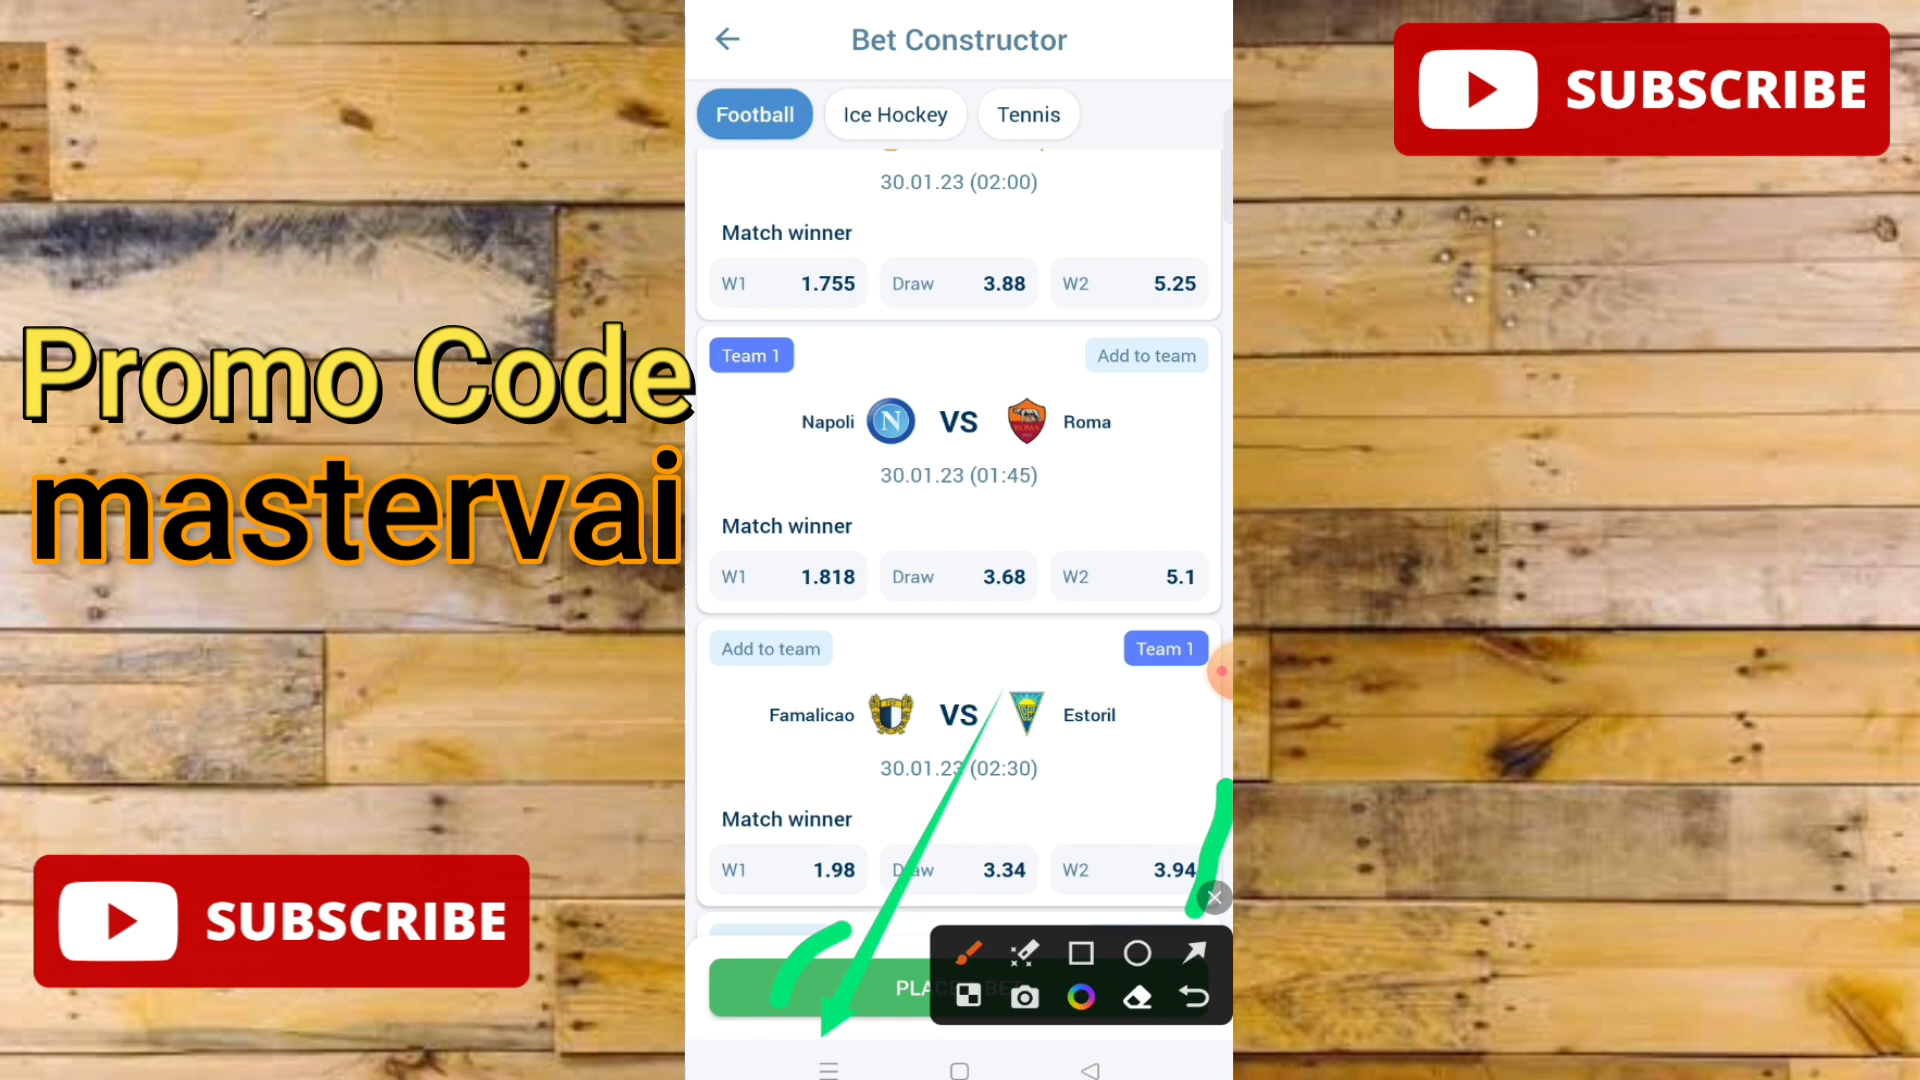 Bet Constructor
SUBSCRIBE
Football Ice Hockey Tennis
30.01.23 (02:00)
Match winner
W1 1.755 Draw 3.88 W2 5.25
Promo Code
mastervai
Team 1 Add to team
Napoli VS Roma
30.01.23 (01:45)
Match winner
W1 1.818 Draw 3.68 W2 5.1
Add to team Team 1
Famalicao VS Estoril
30.01.23 (02:30)
Match winner
W1 1.98 Draw 3.34 W2 3.94
SUBSCRIBE